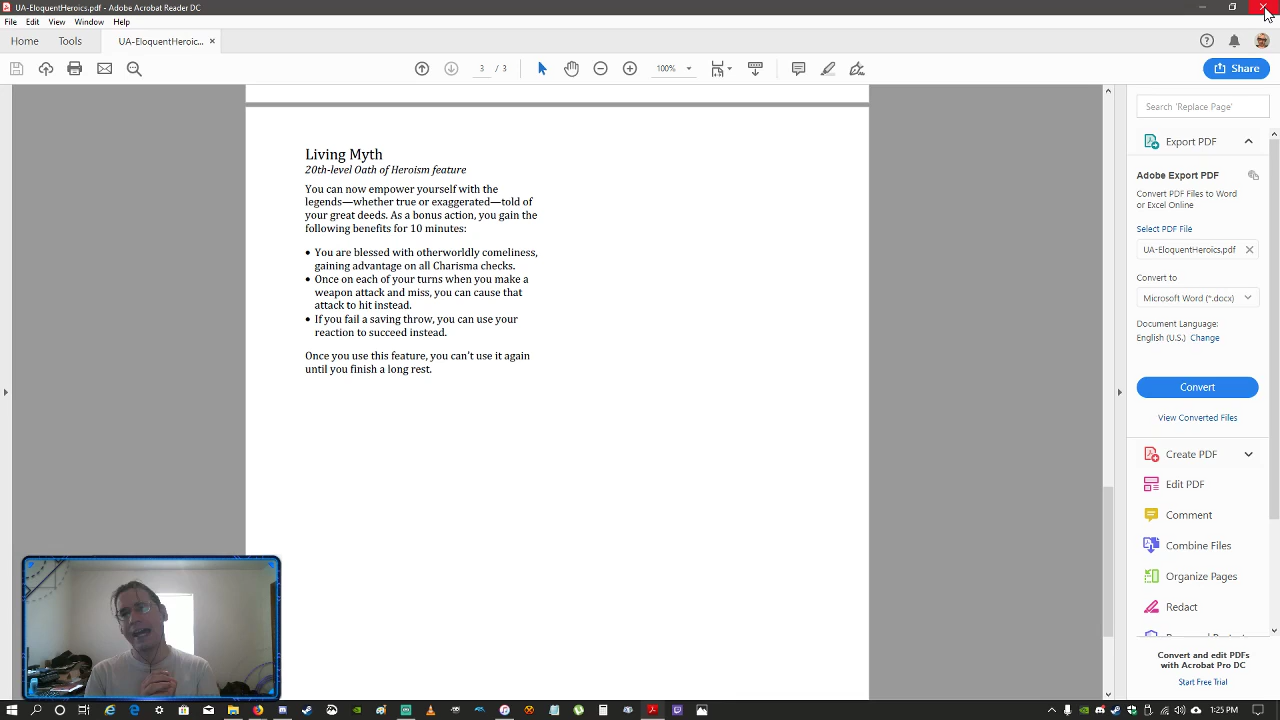 UA-EloquentHeroics.pdf - Adobe Acrobat Reader DC
File Edit View Window Help
Home Tools UA-EloquentHeroic... ×
3 / 3 100% Share
Living Myth
20th-level Oath of Heroism feature
You can now empower yourself with the
legends—whether true or exaggerated—told of
your great deeds. As a bonus action, you gain the
following benefits for 10 minutes:
• You are blessed with otherworldly comeliness,
gaining advantage on all Charisma checks.
• Once on each of your turns when you make a
weapon attack and miss, you can cause that
attack to hit instead.
• If you fail a saving throw, you can use your
reaction to succeed instead.
Once you use this feature, you can't use it again
until you finish a long rest.
Search 'Replace Page'
Export PDF
Adobe Export PDF
Convert PDF Files to Word
or Excel Online
Select PDF File
UA-EloquentHeroics.pdf ×
Convert to
Microsoft Word (*.docx)
Document Language:
English (U.S.) Change
Convert
View Converted Files
Create PDF
Edit PDF
Comment
Combine Files
Organize Pages
Redact
Convert and edit PDFs
with Acrobat Pro DC
Start Free Trial
1:25 PM